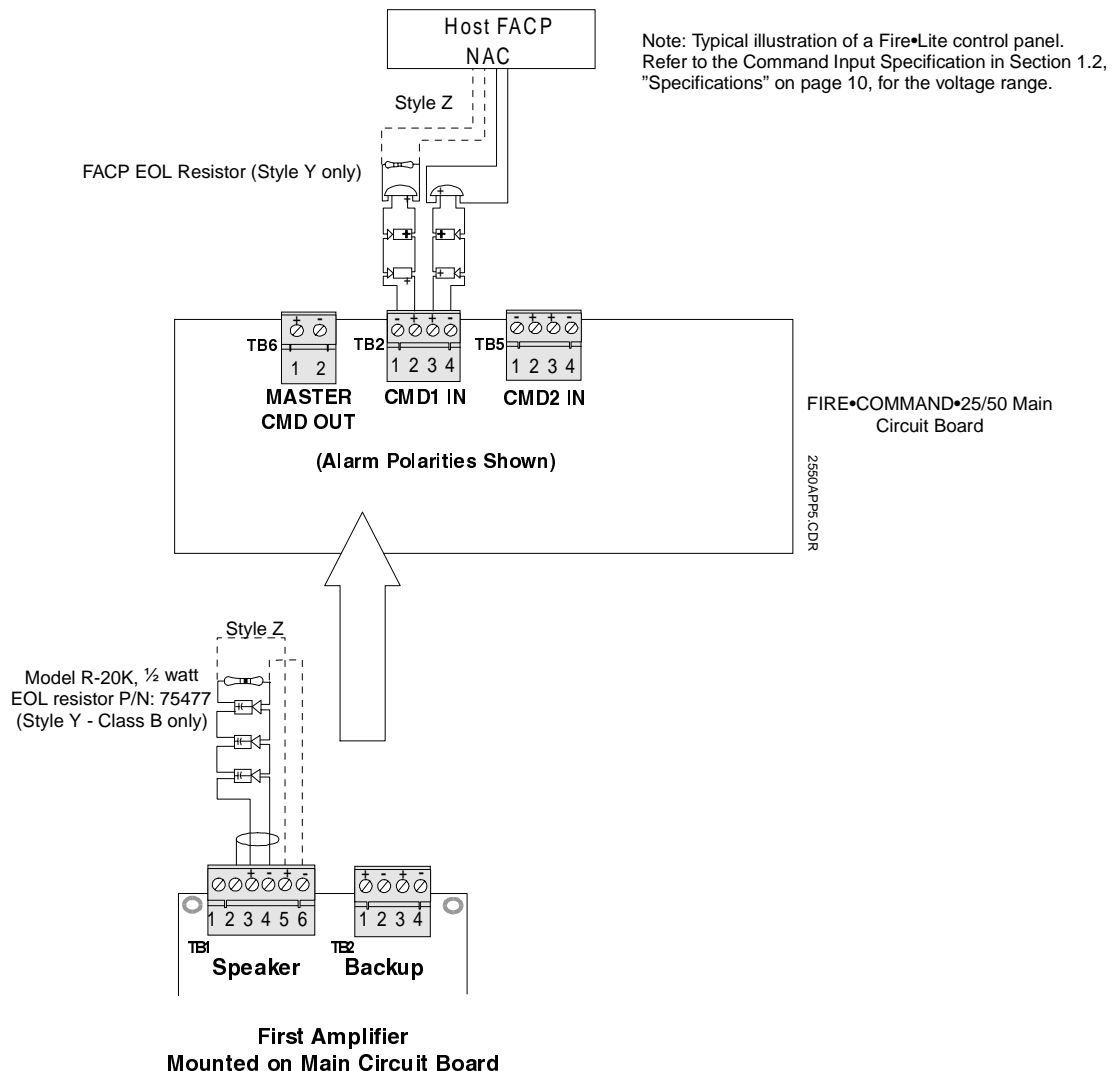 Host FACP
NAC
Note: Typical illustration of a Fire•Lite control panel.
Refer to the Command Input Specification in Section 1.2,
”Specifications” on page 10, for the voltage range.
Style Z
FACP EOL Resistor (Style Y only)
- + + -
+ -
- + + -
- + + -
TB6
1 2
TB2
1 2 3 4
TB5
1 2 3 4
MASTER
CMD OUT
CMD1 IN
CMD2 IN
(Alarm Polarities Shown)
FIRE•COMMAND•25/50 Main
Circuit Board
2550APP5.CDR
Style Z
Model R-20K, ½ watt
EOL resistor P/N: 75477
(Style Y - Class B only)
+ - + -
+ - + -
1 2 3 4 5 6
1 2 3 4
TB1
TB2
Speaker
Backup
First Amplifier
Mounted on Main Circuit Board